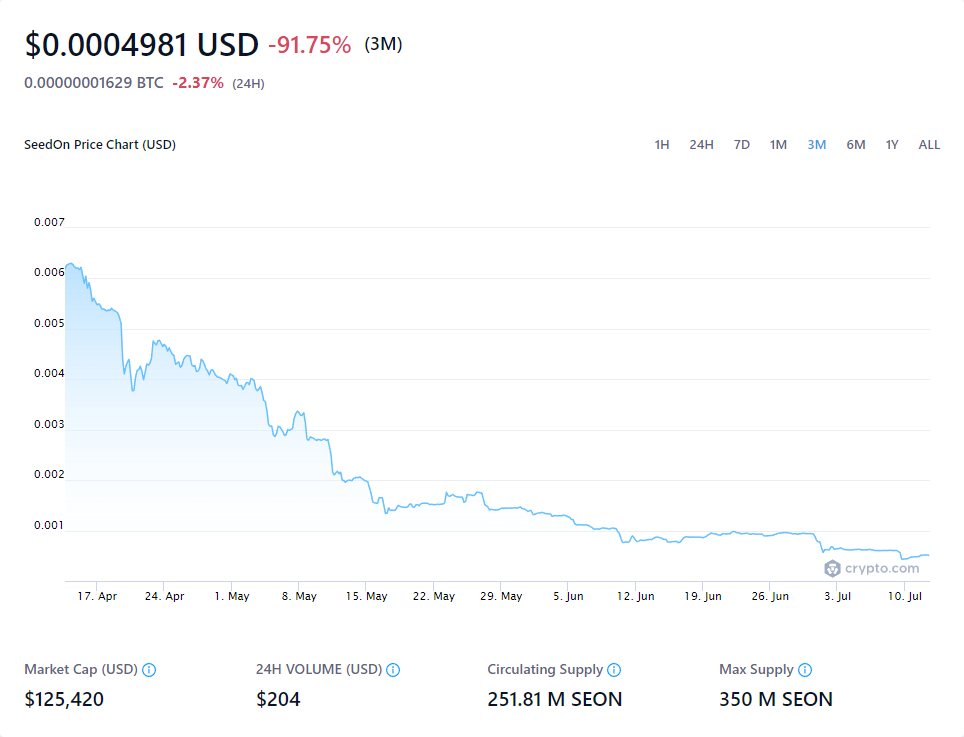 $0.0004981 USD -91.75% (3M)
0.00000001629 BTC -2.37% (24H)
SeedOn Price Chart (USD)
1H 24H 7D 1M 3M 6M 1Y ALL
0.007
0.006
0.005
0.004
0.003
0.002
0.001
crypto.com
17. Apr 24. Apr 1. May 8. May 15. May 22. May 29. May 5. Jun 12. Jun 19. Jun 26. Jun 3. Jul 10. Jul
Market Cap (USD) 24H VOLUME (USD) Circulating Supply Max Supply
$125,420 $204 251.81 M SEON 350 M SEON